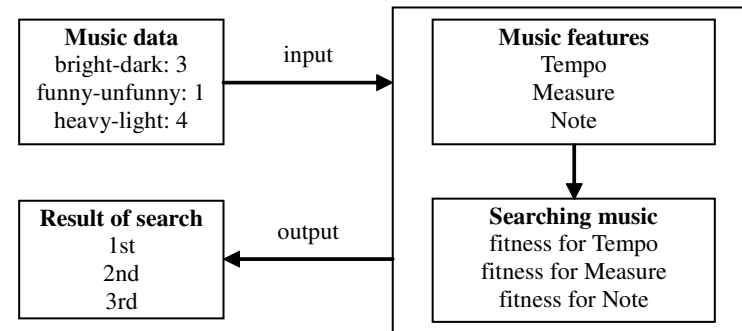 Music data
bright-dark: 3
funny-unfunny: 1
heavy-light: 4
input
Music features
Tempo
Measure
Note
Searching music
fitness for Tempo
fitness for Measure
fitness for Note
output
Result of search
1st
2nd
3rd